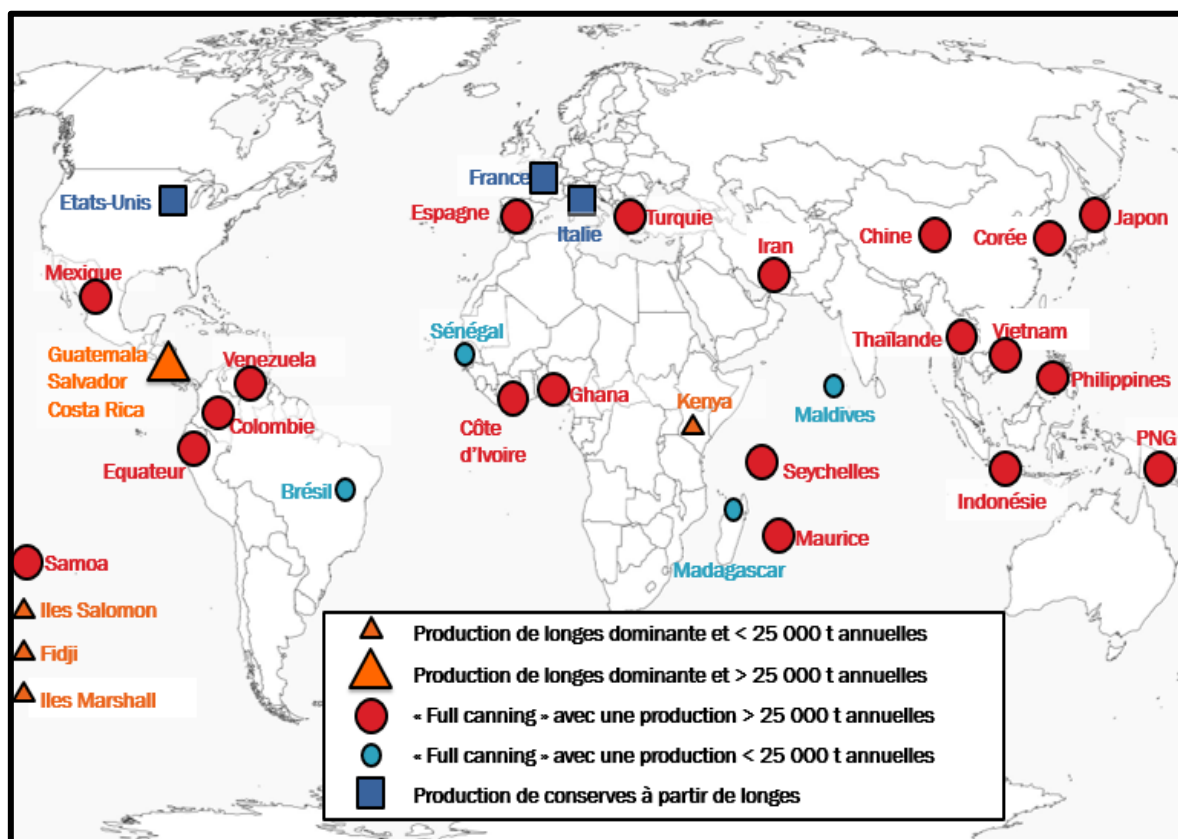 France
Etats-Unis
Espagne
Italie
Turquie
Iran
Chine
Corée
Japon
Mexique
Sénégal
Thaïlande
Vietnam
Guatemala
Salvador
Costa Rica
Venezuela
Colombie
Ghana
Côte
d'Ivoire
Kenya
Maldives
Philippines
PNG
Equateur
Brésil
Seychelles
Indonésie
Maurice
Madagascar
Samoa
Iles Salomon
Fidji
Iles Marshall
Production de longes dominante et < 25 000 t annuelles
Production de longes dominante et > 25 000 t annuelles
« Full canning » avec une production > 25 000 t annuelles
« Full canning » avec une production < 25 000 t annuelles
Production de conserves à partir de longes